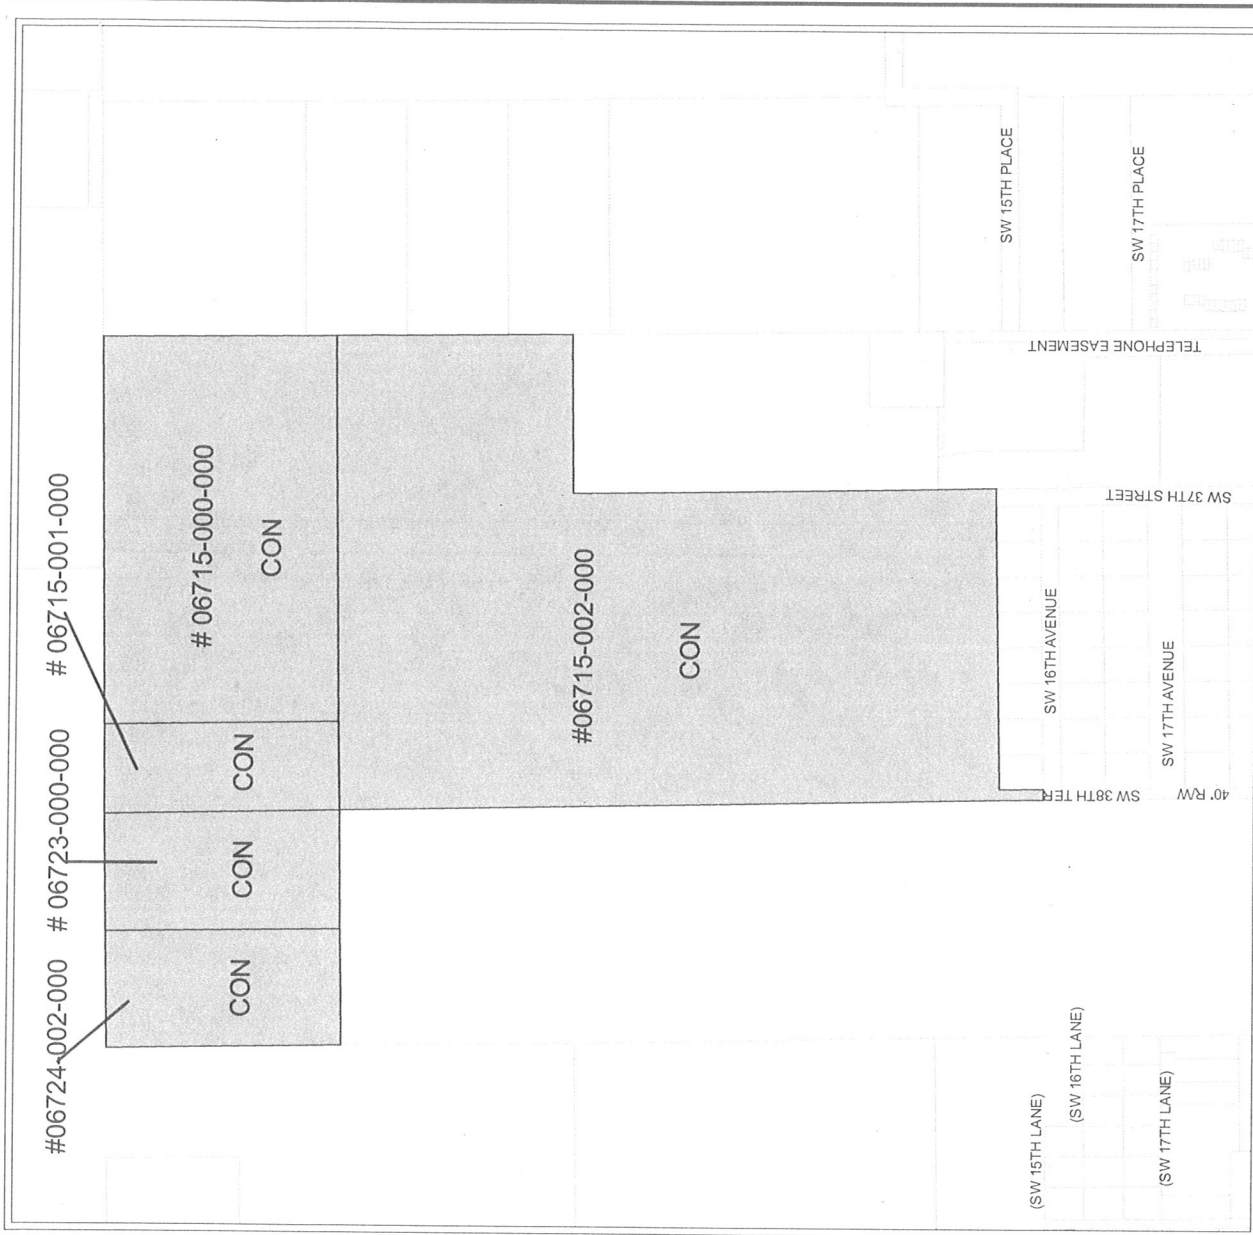 #06724-002-000
# 06723-000-000
# 06715-001-000
CON
CON
CON
# 06715-000-000
CON
#06715-002-000
CON
SW 15TH PLACE
SW 17TH PLACE
TELEPHONE EASEMENT
SW 37TH STREET
SW 16TH AVENUE
SW 17TH AVENUE
SW 38TH TER
40' R/W
(SW 15TH LANE)
(SW 16TH LANE)
(SW 17TH LANE)